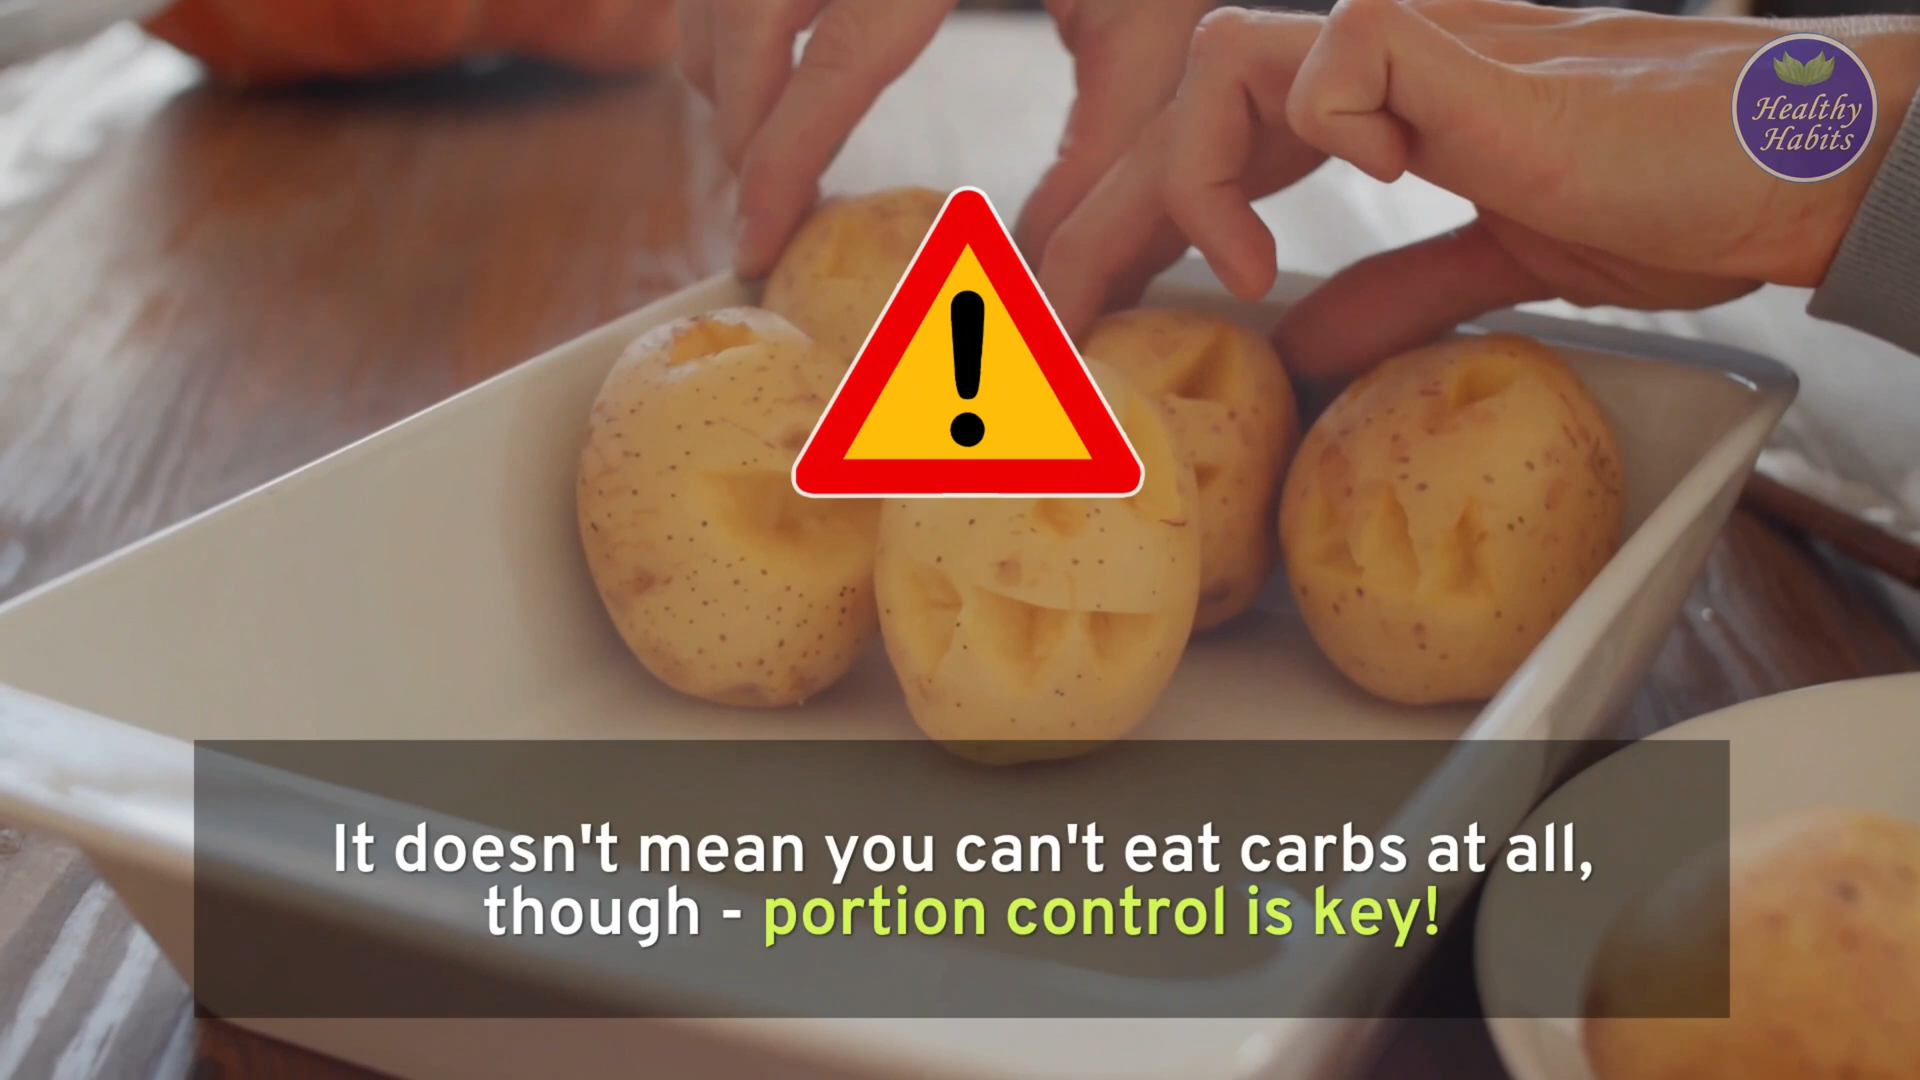 Healthy
Habits
It doesn't mean you can't eat carbs at all,
though - portion control is key!